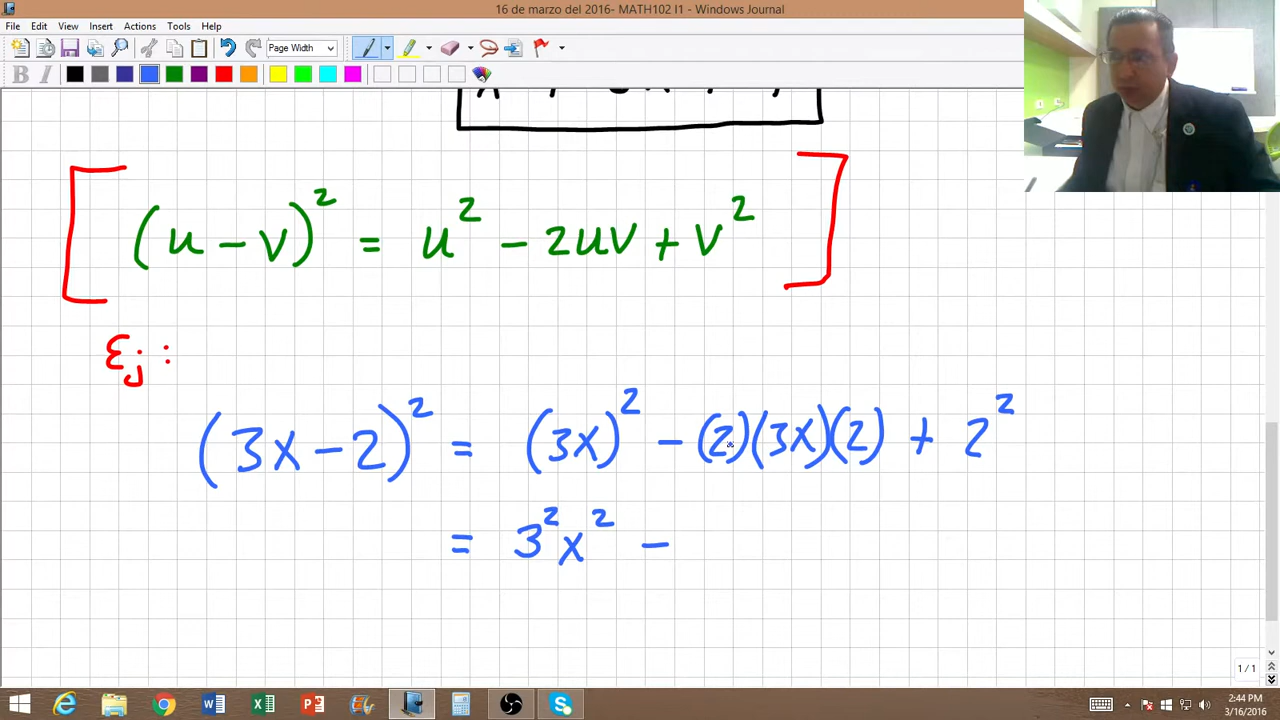 16 de marzo del 2016- MATH102 I1 - Windows Journal
File Edit View Insert Actions Tools Help
Page Width
B I
(u - v)² = u² - 2uv + v²
Ej :
(3x - 2)² = (3x)² - (2)(3x)(2) + 2²
= 3²x² -
1 / 1
2:44 PM
3/16/2016